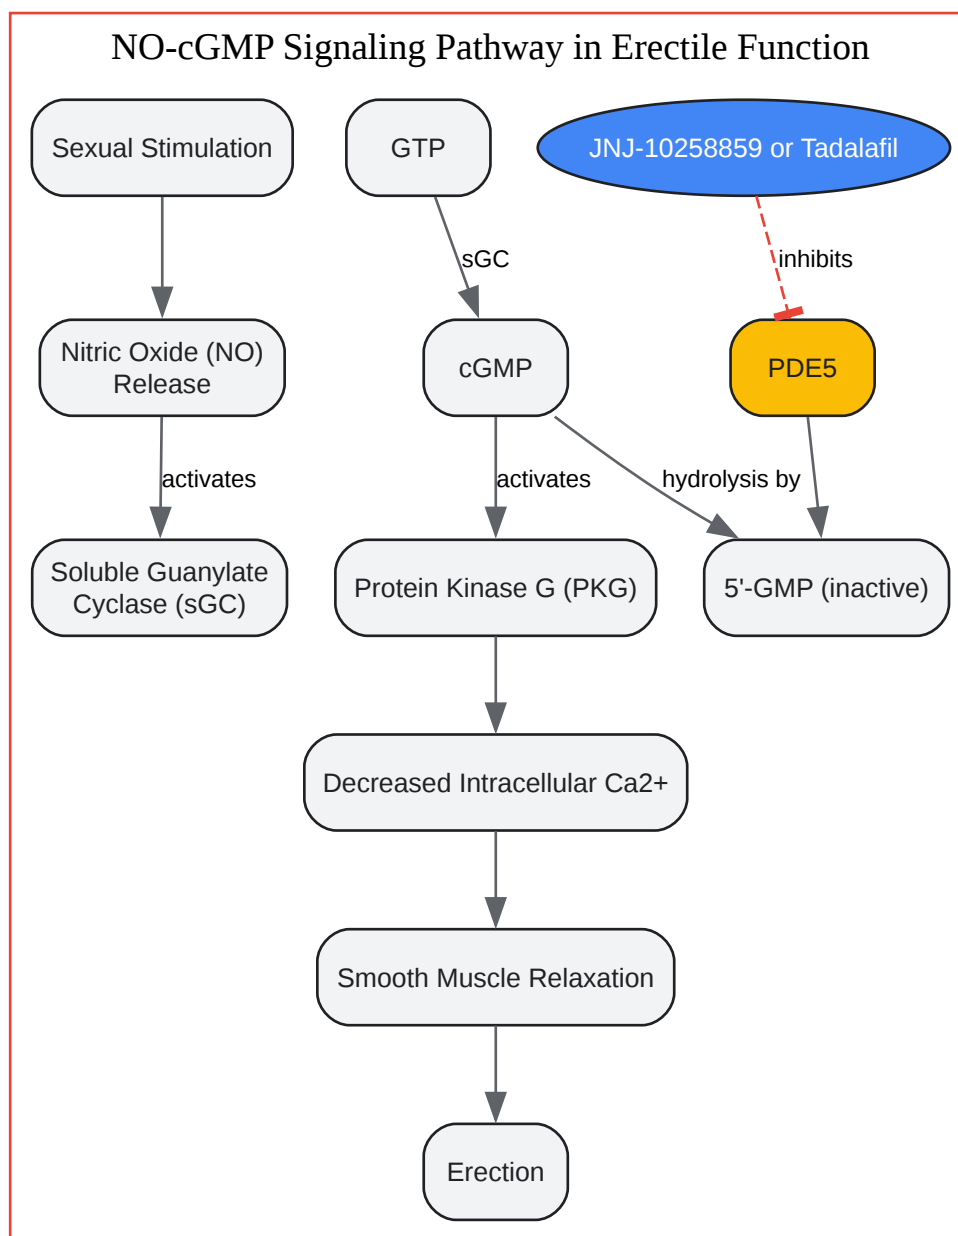 NO-cGMP Signaling Pathway in Erectile Function
Sexual Stimulation
GTP
JNJ-10258859 or Tadalafil
sGC
inhibits
Nitric Oxide (NO)
Release
cGMP
PDE5
activates
activates
hydrolysis by
Soluble Guanylate
Cyclase (sGC)
Protein Kinase G (PKG)
5'-GMP (inactive)
Decreased Intracellular Ca2+
Smooth Muscle Relaxation
Erection